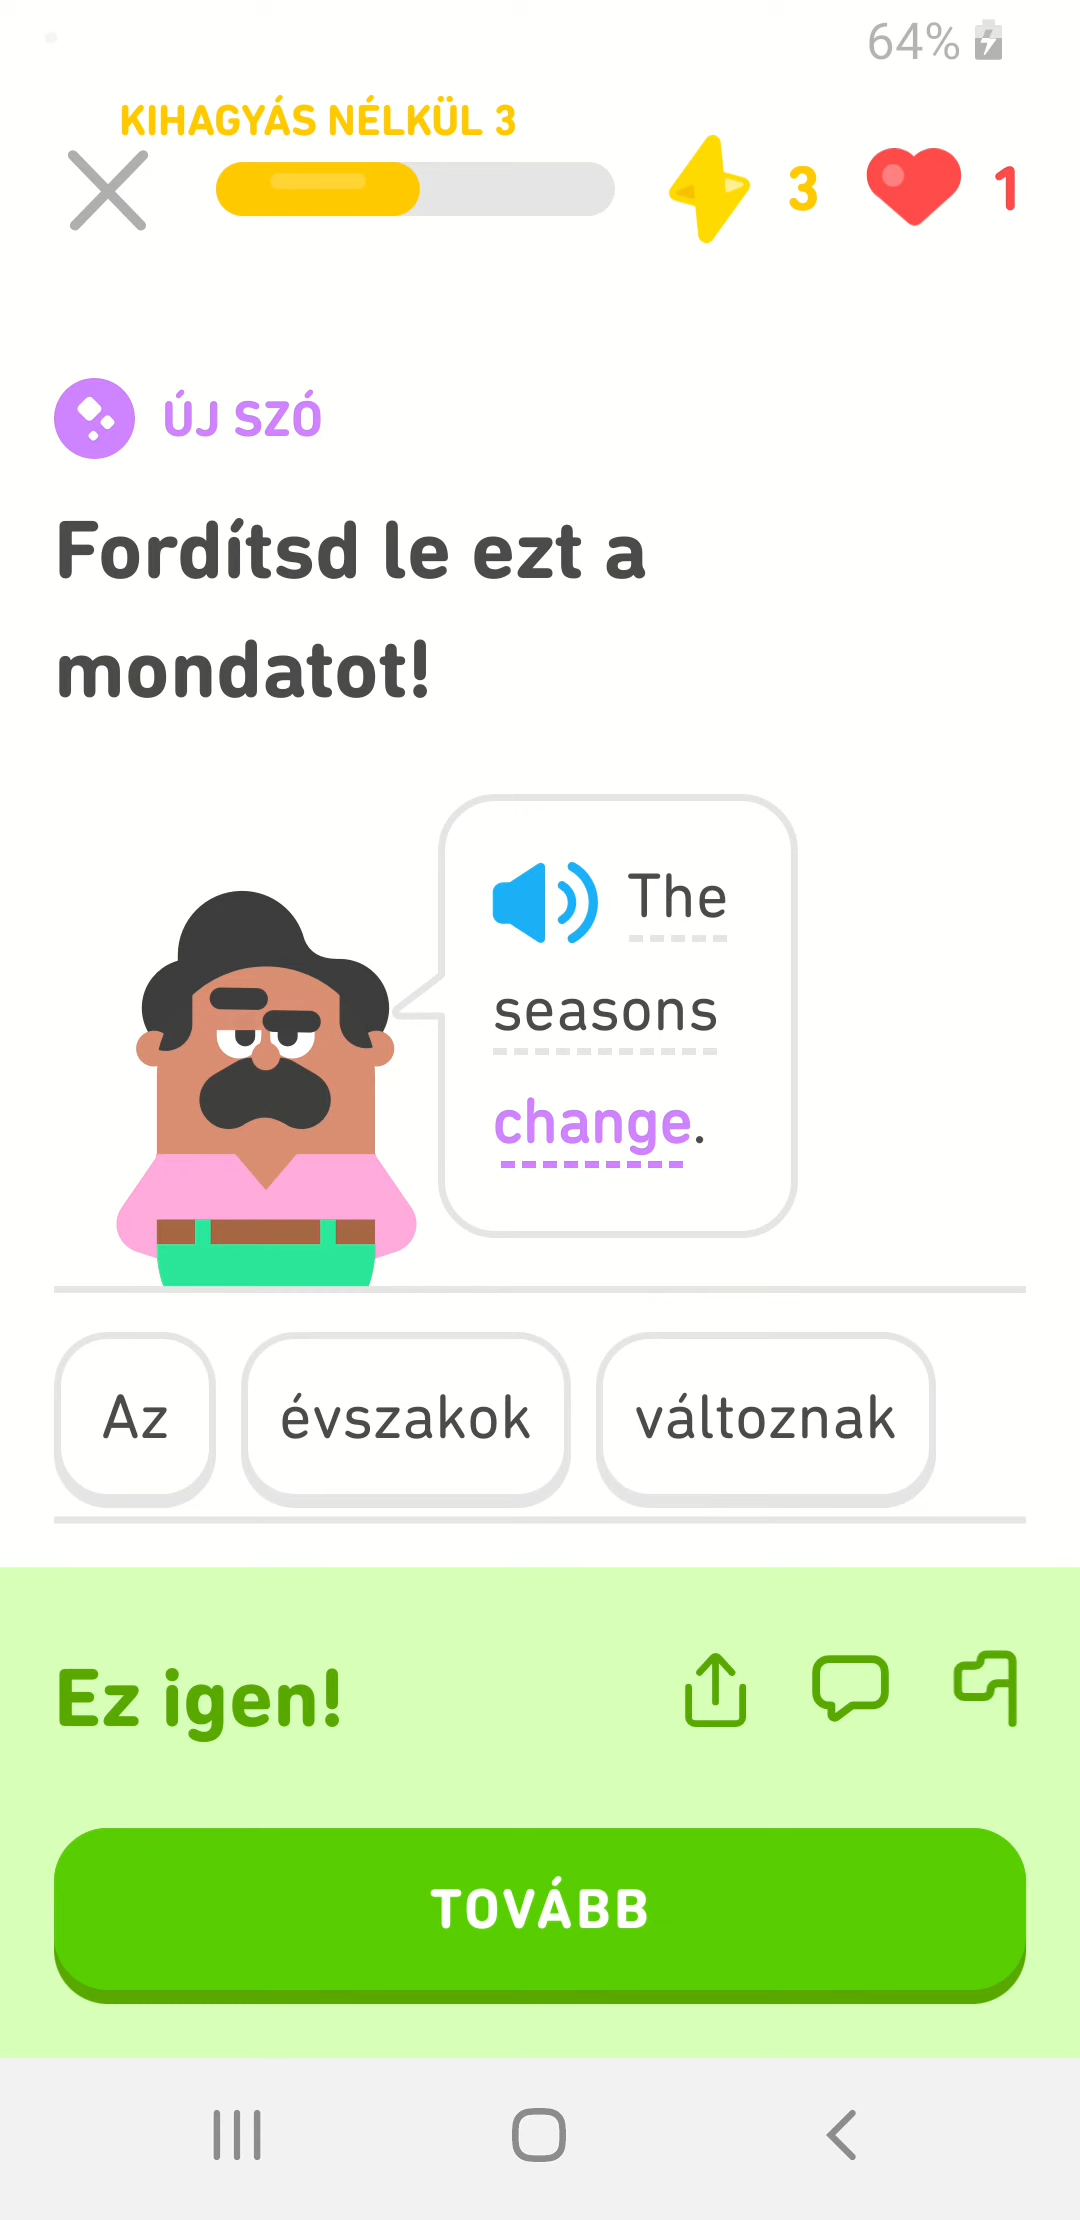 64%
KIHAGYÁS NÉLKÜL 3
3
1
ÚJ SZÓ
Fordítsd le ezt a
mondatot!
The
seasons
change.
Az évszakok változnak
Ez igen!
TOVÁBB